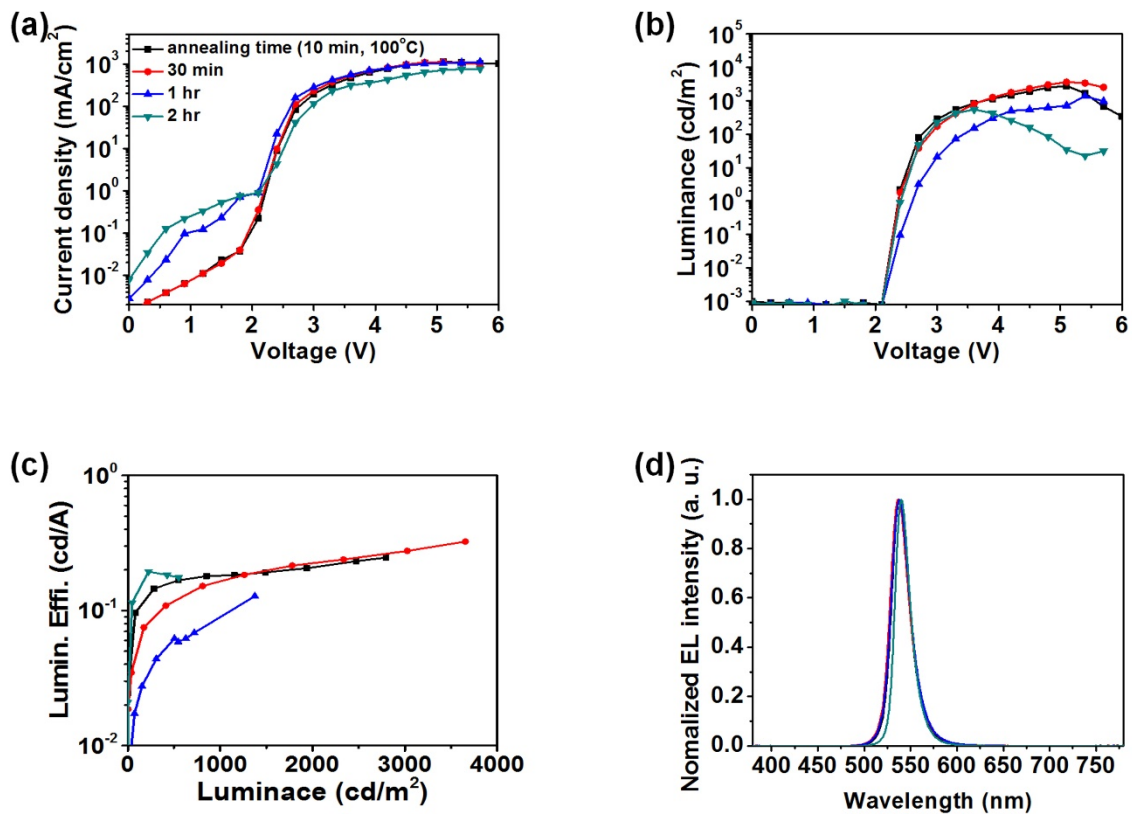 (a)
Current density (mA/cm²)
10³
10²
10¹
10⁰
10⁻¹
10⁻²
annealing time (10 min, 100°C)
30 min
1 hr
2 hr
0 1 2 3 4 5 6
Voltage (V)
(b)
Luminance (cd/m²)
10⁵
10⁴
10³
10²
10¹
10⁰
10⁻¹
10⁻²
10⁻³
0 1 2 3 4 5 6
Voltage (V)
(c)
Lumin. Effi. (cd/A)
10⁰
10⁻¹
10⁻²
0 1000 2000 3000 4000
Luminace (cd/m²)
(d)
Nomalized EL intensity (a. u.)
1.0
0.8
0.6
0.4
0.2
0.0
400 450 500 550 600 650 700 750
Wavelength (nm)